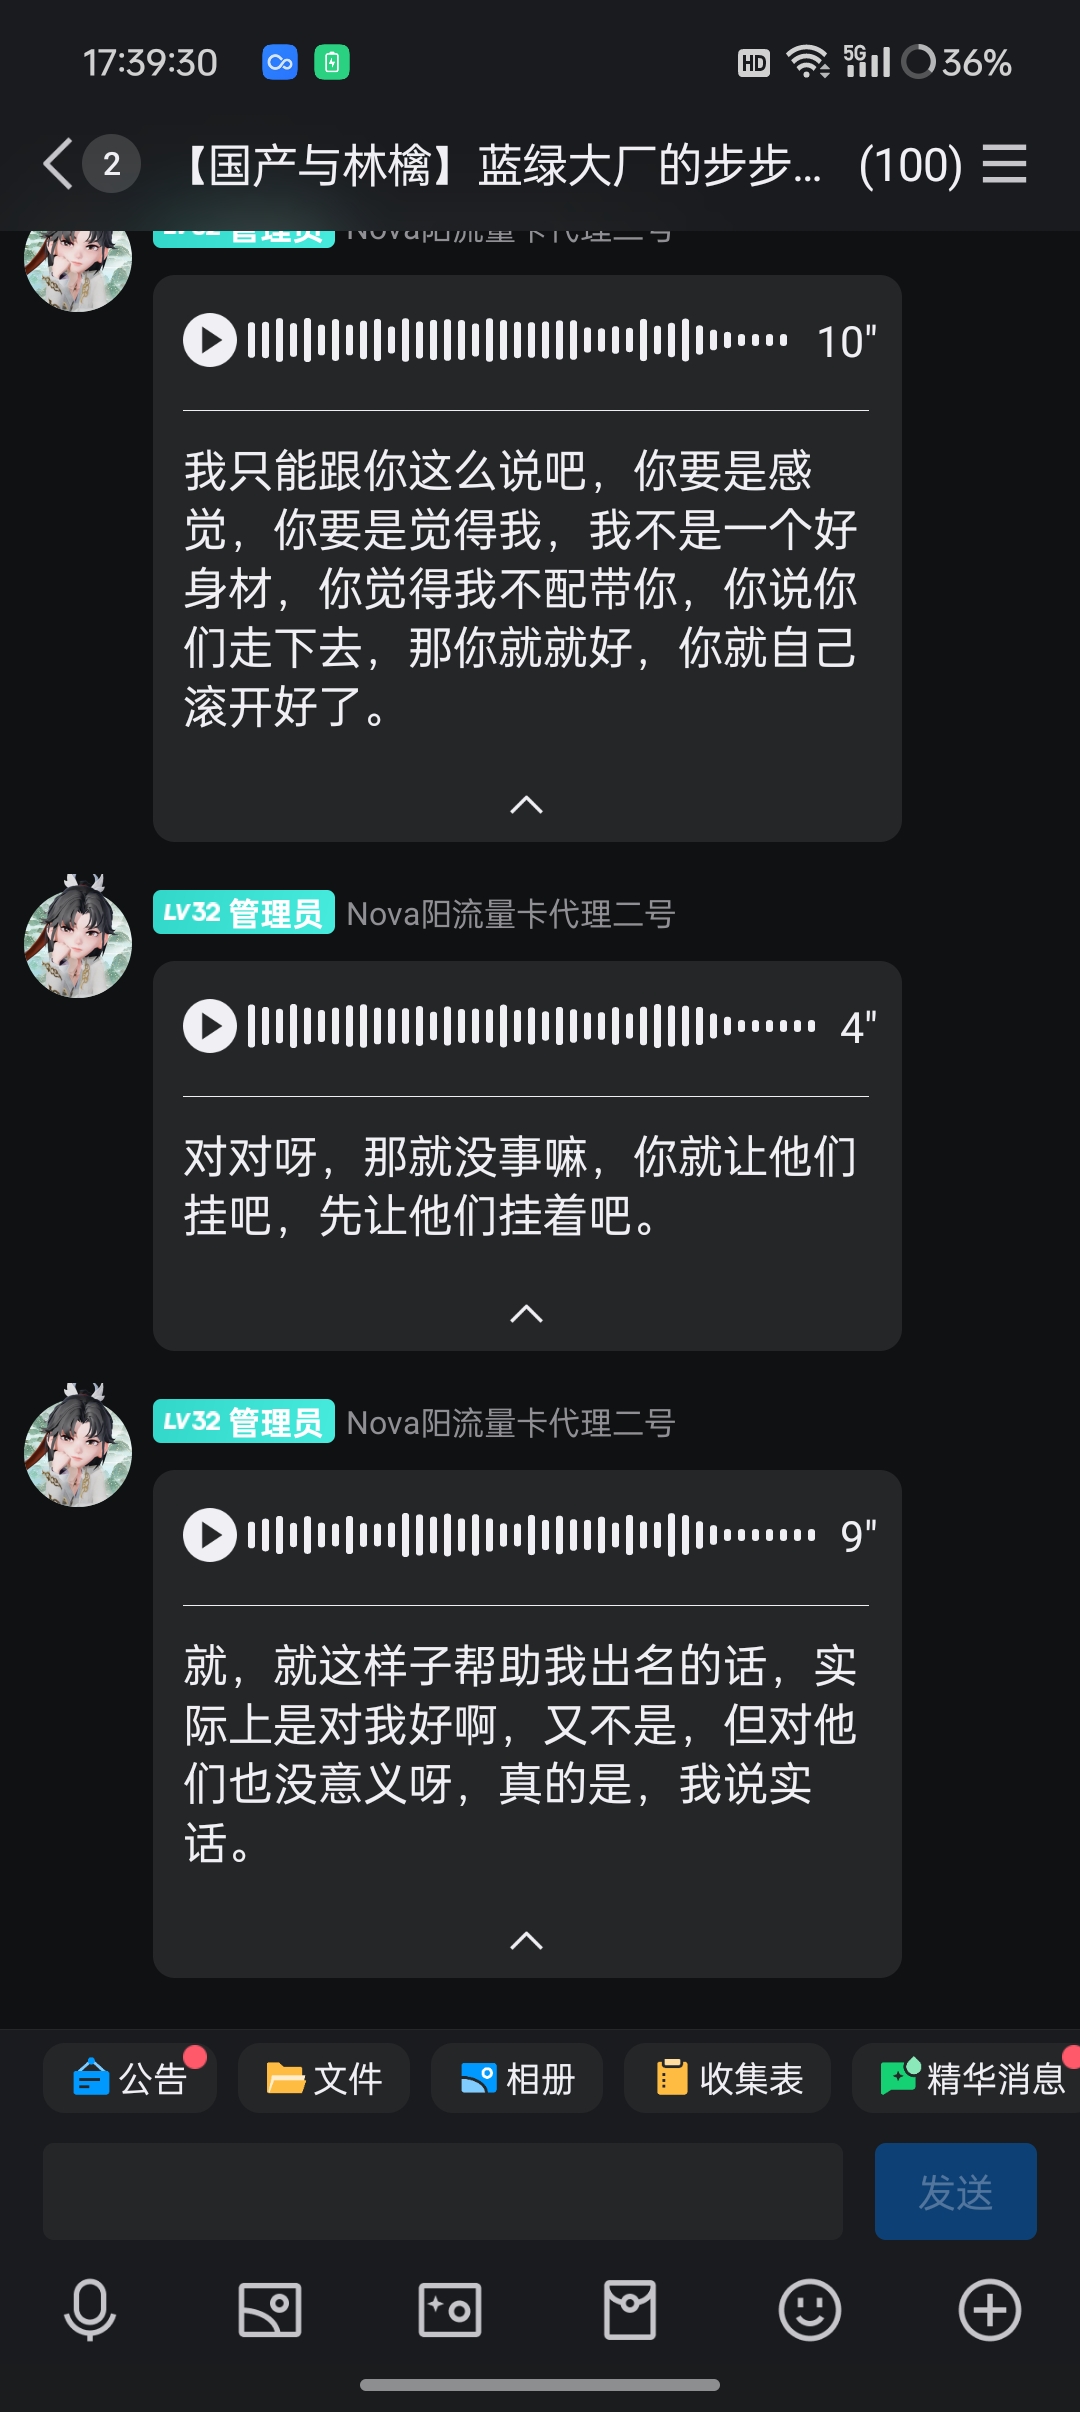 17:39:30
HD 5G 36%
2 【国产与林檎】蓝绿大厂的步步... (100)
LV32 管理员 Nova阳流量卡代理二号
10"
我只能跟你这么说吧，你要是感
觉，你要是觉得我，我不是一个好
身材，你觉得我不配带你，你说你
们走下去，那你就就好，你就自己
滚开好了。
LV32 管理员 Nova阳流量卡代理二号
4"
对对呀，那就没事嘛，你就让他们
挂吧，先让他们挂着吧。
LV32 管理员 Nova阳流量卡代理二号
9"
就，就这样子帮助我出名的话，实
际上是对我好啊，又不是，但对他
们也没意义呀，真的是，我说实
话。
公告 文件 相册 收集表 精华消息
发送